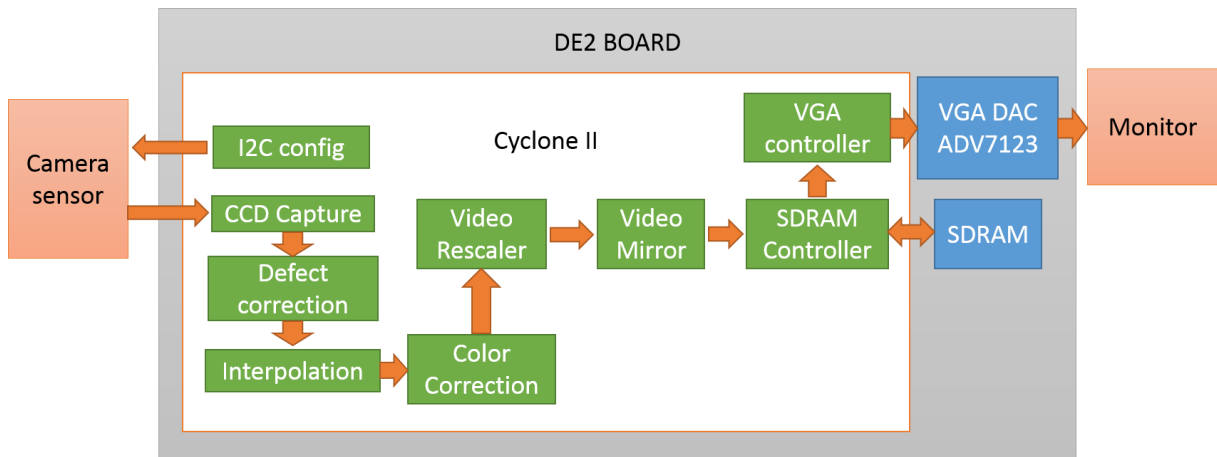 DE2 BOARD
Camera
sensor
I2C config
Cyclone II
VGA
controller
VGA DAC
ADV7123
Monitor
CCD Capture
Video
Rescaler
Video
Mirror
SDRAM
Controller
SDRAM
Defect
correction
Interpolation
Color
Correction